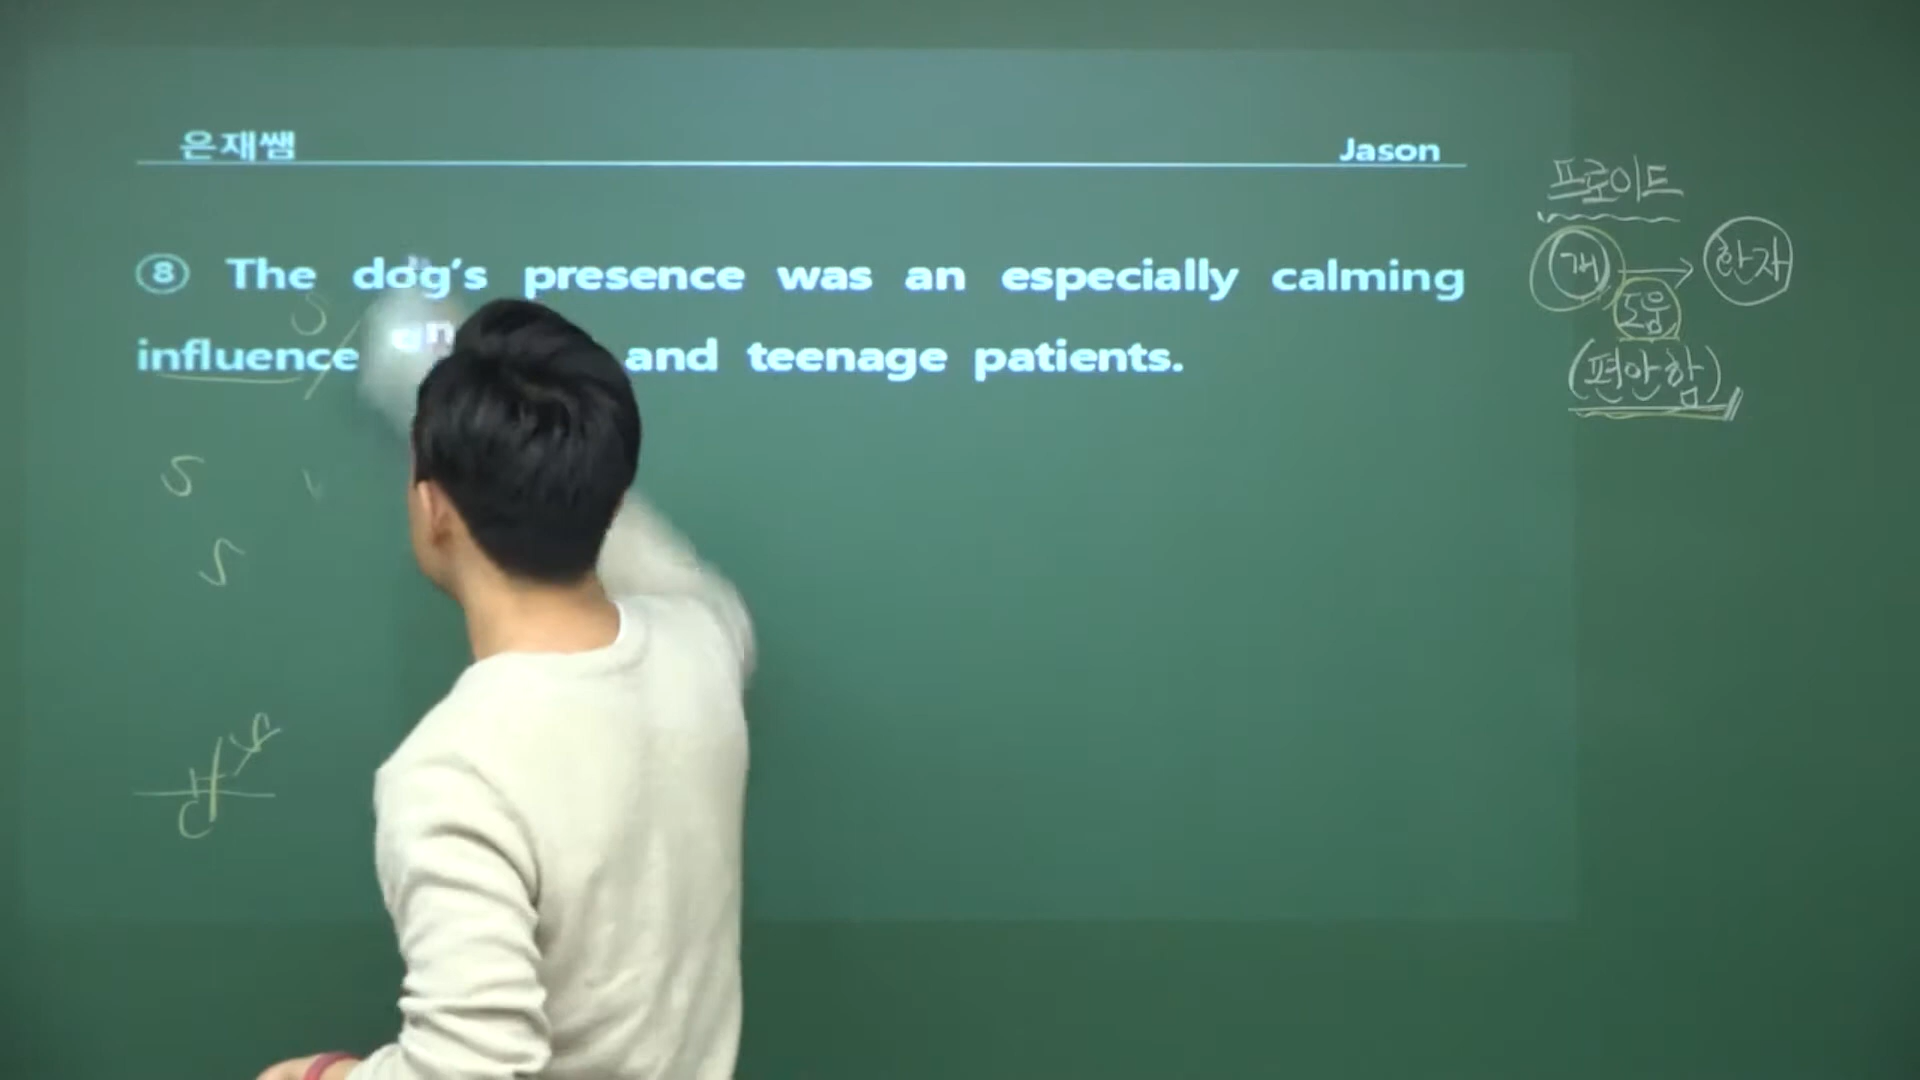 은재쌤
Jason
⑧ The dog's presence was an especially calming
influence and teenage patients.
프로이트
개 → 환자
도움
(편안함)
S
S
S